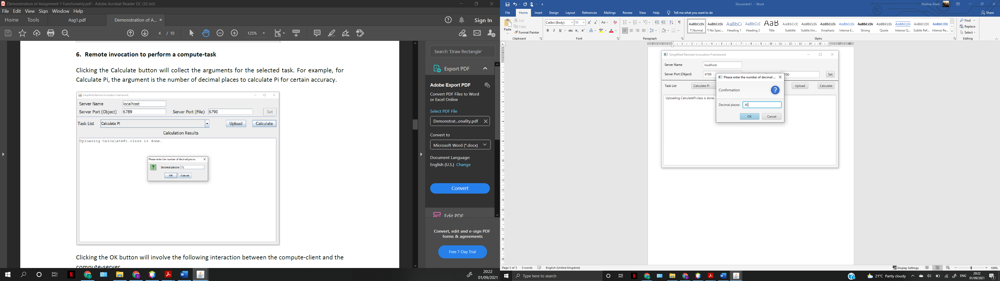 Demonstration of Assignment 1 Functionality.pdf - Adobe Acrobat Reader DC (32-bit)
File Edit View Sign Window Help
Home Tools Asg1.pdf Demonstration of A... × Sign In
4 / 10 125%
6. Remote invocation to perform a compute-task
Clicking the Calculate button will collect the arguments for the selected task. For example, for
Calculate Pi, the argument is the number of decimal places to calculate Pi for certain accuracy.
Simplified Remote Invocation Framework
Server Name localhost
Server Port (Object) 6789 Server Port (File) 6790 Set
Task List Calculate Pi Upload Calculate
Calculation Results
Uploading CalculatePi.class is done.
Please enter the number of decimal places
? Decimal places: 70
OK Cancel
Clicking the OK button will involve the following interaction between the compute-client and the
compute-server
Search 'Draw Rectangle'
Export PDF
Adobe Export PDF
Convert PDF Files to Word
or Excel Online
Select PDF File
Demonstrat...onality.pdf
Convert to
Microsoft Word (*.docx)
Document Language:
English (U.S.) Change
Convert
Edit PDF
Convert, edit and e-sign PDF
forms & agreements
Free 7-Day Trial
20:22
01/09/2021
Document1 - Word
Iftekhar Alam
File Home Insert Design Layout References Mailings Review View Help Tell me what you want to do Share
Paste
Cut
Copy
Format Painter
Clipboard
Calibri (Body) 11 Aa
B I U abc X₂ X² A ab A
Font
Paragraph
AaBbCcDc AaBbCcDc AaBbCc AaBbCcD AaB AaBbCcD AaBbCcDc AaBbCcDc AaBbCcDc AaBbCcDc AaBbCcDc AaBbCcDc AABBCCDD AABBCCDD
¶ Normal ¶ No Spac... Heading 1 Heading 2 Title Subtitle Subtle Em... Emphasis Intense E... Strong Quote Intense Q... Subtle Ref... Intense Re...
Styles
Find
Replace
Select
Editing
Simplified Remote Invocation Framework
Server Name localhost
Server Port (Object) 6789 790 Set
Task List Calculate Pi Upload Calculate
Uploading CalculatePi.class is done.
Please enter the number of decimal ...
Confirmation ?
Decimal places: 40
OK Cancel
Page 3 of 3 0 words English (United Kingdom) Display Settings 100%
Type here to search
21°C Partly cloudy ENG
20:22
01/09/2021